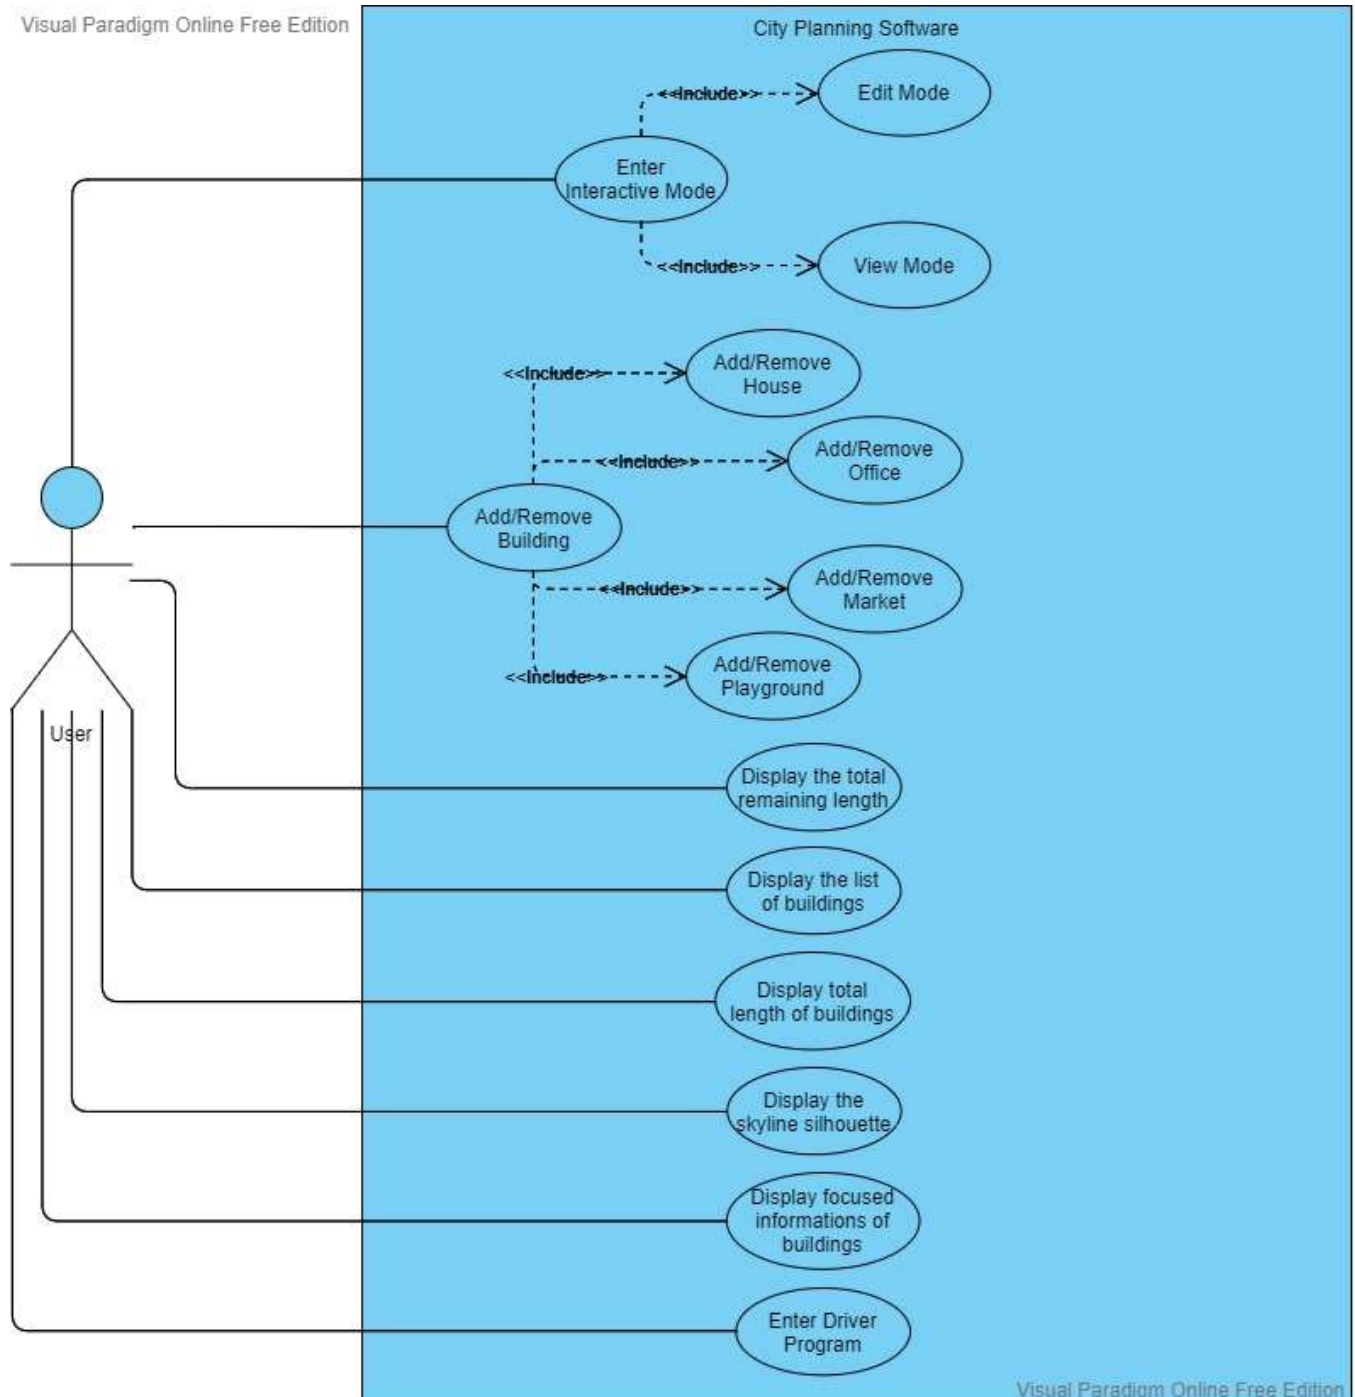 Visual Paradigm Online Free Edition
City Planning Software
<<Include>>
Edit Mode
Enter
Interactive Mode
<<Include>>
View Mode
<<Include>>
Add/Remove
House
<<Include>>
Add/Remove
Office
Add/Remove
Building
<<Include>>
Add/Remove
Market
<<Include>>
Add/Remove
Playground
User
Display the total
remaining length
Display the list
of buildings
Display total
length of buildings
Display the
skyline silhouette
Display focused
informations of
buildings
Enter Driver
Program
Visual Paradigm Online Free Edition